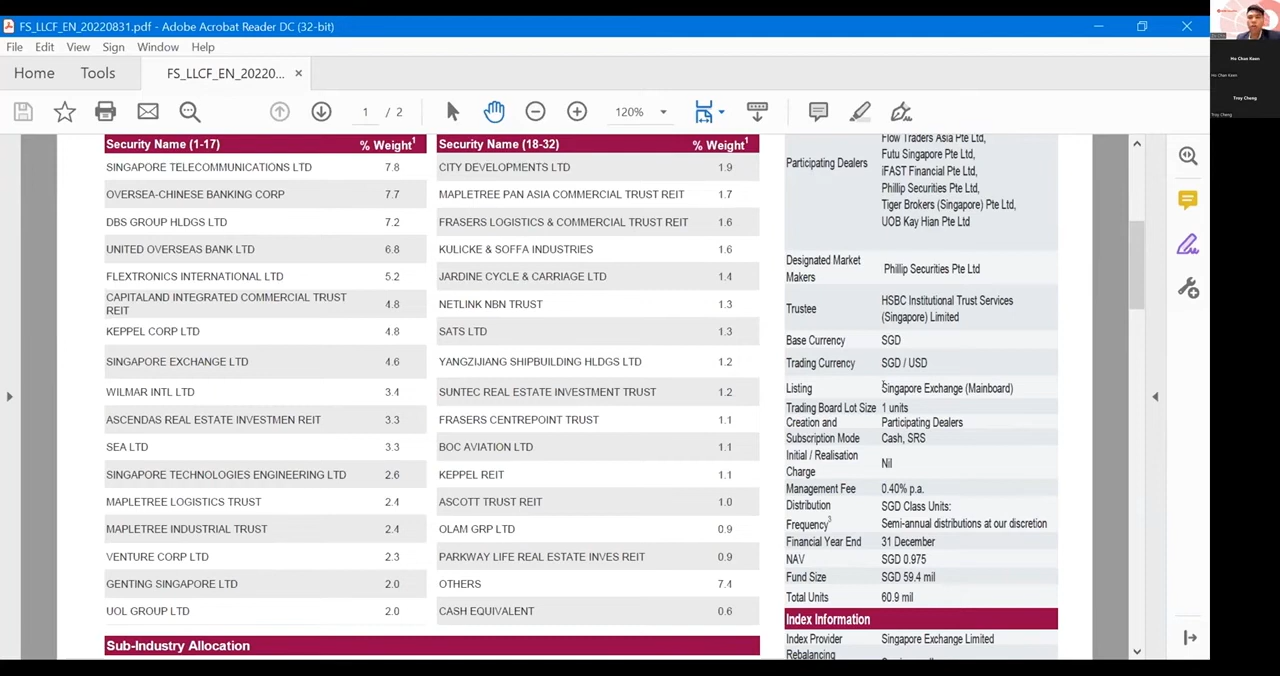 FS_LLCF_EN_20220831.pdf - Adobe Acrobat Reader DC (32-bit)
File Edit View Sign Window Help
Home Tools FS_LLCF_EN_20220... ×
1 / 2 120%
Security Name (1-17) % Weight1
SINGAPORE TELECOMMUNICATIONS LTD 7.8
OVERSEA-CHINESE BANKING CORP 7.7
DBS GROUP HLDGS LTD 7.2
UNITED OVERSEAS BANK LTD 6.8
FLEXTRONICS INTERNATIONAL LTD 5.2
CAPITALAND INTEGRATED COMMERCIAL TRUST
REIT 4.8
KEPPEL CORP LTD 4.8
SINGAPORE EXCHANGE LTD 4.6
WILMAR INTL LTD 3.4
ASCENDAS REAL ESTATE INVESTMEN REIT 3.3
SEA LTD 3.3
SINGAPORE TECHNOLOGIES ENGINEERING LTD 2.6
MAPLETREE LOGISTICS TRUST 2.4
MAPLETREE INDUSTRIAL TRUST 2.4
VENTURE CORP LTD 2.3
GENTING SINGAPORE LTD 2.0
UOL GROUP LTD 2.0
Security Name (18-32) % Weight1
CITY DEVELOPMENTS LTD 1.9
MAPLETREE PAN ASIA COMMERCIAL TRUST REIT 1.7
FRASERS LOGISTICS & COMMERCIAL TRUST REIT 1.6
KULICKE & SOFFA INDUSTRIES 1.6
JARDINE CYCLE & CARRIAGE LTD 1.4
NETLINK NBN TRUST 1.3
SATS LTD 1.3
YANGZIJIANG SHIPBUILDING HLDGS LTD 1.2
SUNTEC REAL ESTATE INVESTMENT TRUST 1.2
FRASERS CENTREPOINT TRUST 1.1
BOC AVIATION LTD 1.1
KEPPEL REIT 1.1
ASCOTT TRUST REIT 1.0
OLAM GRP LTD 0.9
PARKWAY LIFE REAL ESTATE INVES REIT 0.9
OTHERS 7.4
CASH EQUIVALENT 0.6
Sub-Industry Allocation
Flow Traders Asia Pte Ltd,
Futu Singapore Pte Ltd,
Participating Dealers iFAST Financial Pte Ltd,
Phillip Securities Pte Ltd,
Tiger Brokers (Singapore) Pte Ltd,
UOB Kay Hian Pte Ltd
Designated Market
Makers Phillip Securities Pte Ltd
Trustee HSBC Institutional Trust Services
(Singapore) Limited
Base Currency SGD
Trading Currency SGD / USD
Listing Singapore Exchange (Mainboard)
Trading Board Lot Size 1 units
Creation and Participating Dealers
Subscription Mode Cash, SRS
Initial / Realisation
Charge Nil
Management Fee 0.40% p.a.
Distribution SGD Class Units:
Frequency3 Semi-annual distributions at our discretion
Financial Year End 31 December
NAV SGD 0.975
Fund Size SGD 59.4 mil
Total Units 60.9 mil
Index Information
Index Provider Singapore Exchange Limited
Rebalancing
Ho Chan Keen
Ho Chan Keen
Troy Cheng
Troy Cheng